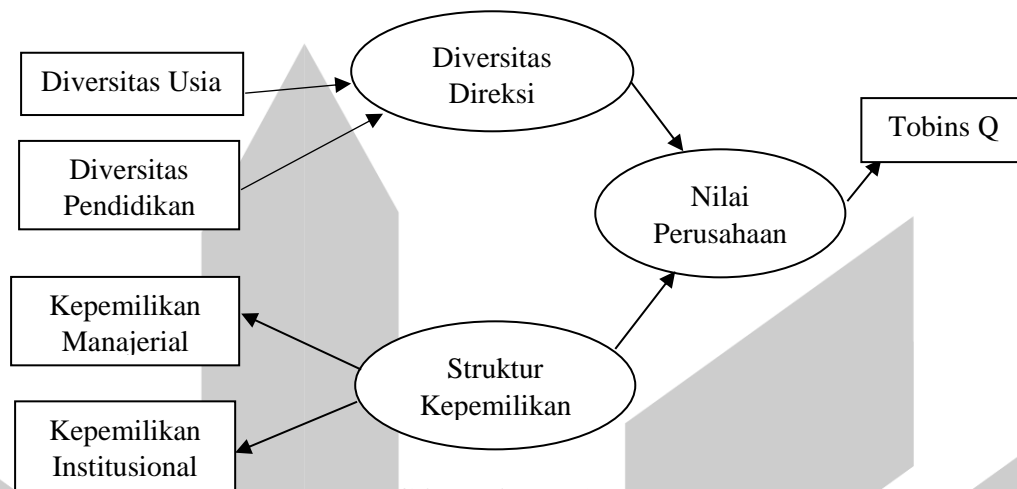 Diversitas Usia
Diversitas
Pendidikan
Kepemilikan
Manajerial
Kepemilikan
Institusional
Diversitas
Direksi
Struktur
Kepemilikan
Nilai
Perusahaan
Tobins Q